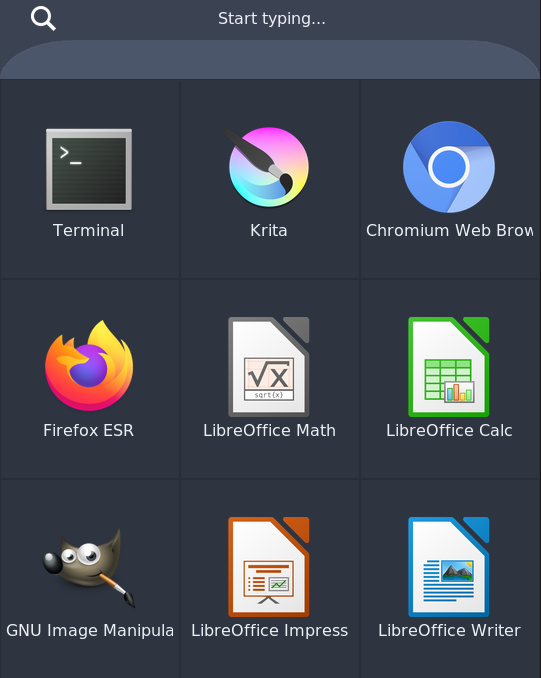 Start typing...
>_
Terminal
Krita
Chromium Web Brow
Firefox ESR
√x
sqrt{x}
LibreOffice Math
LibreOffice Calc
GNU Image Manipula
LibreOffice Impress
LibreOffice Writer